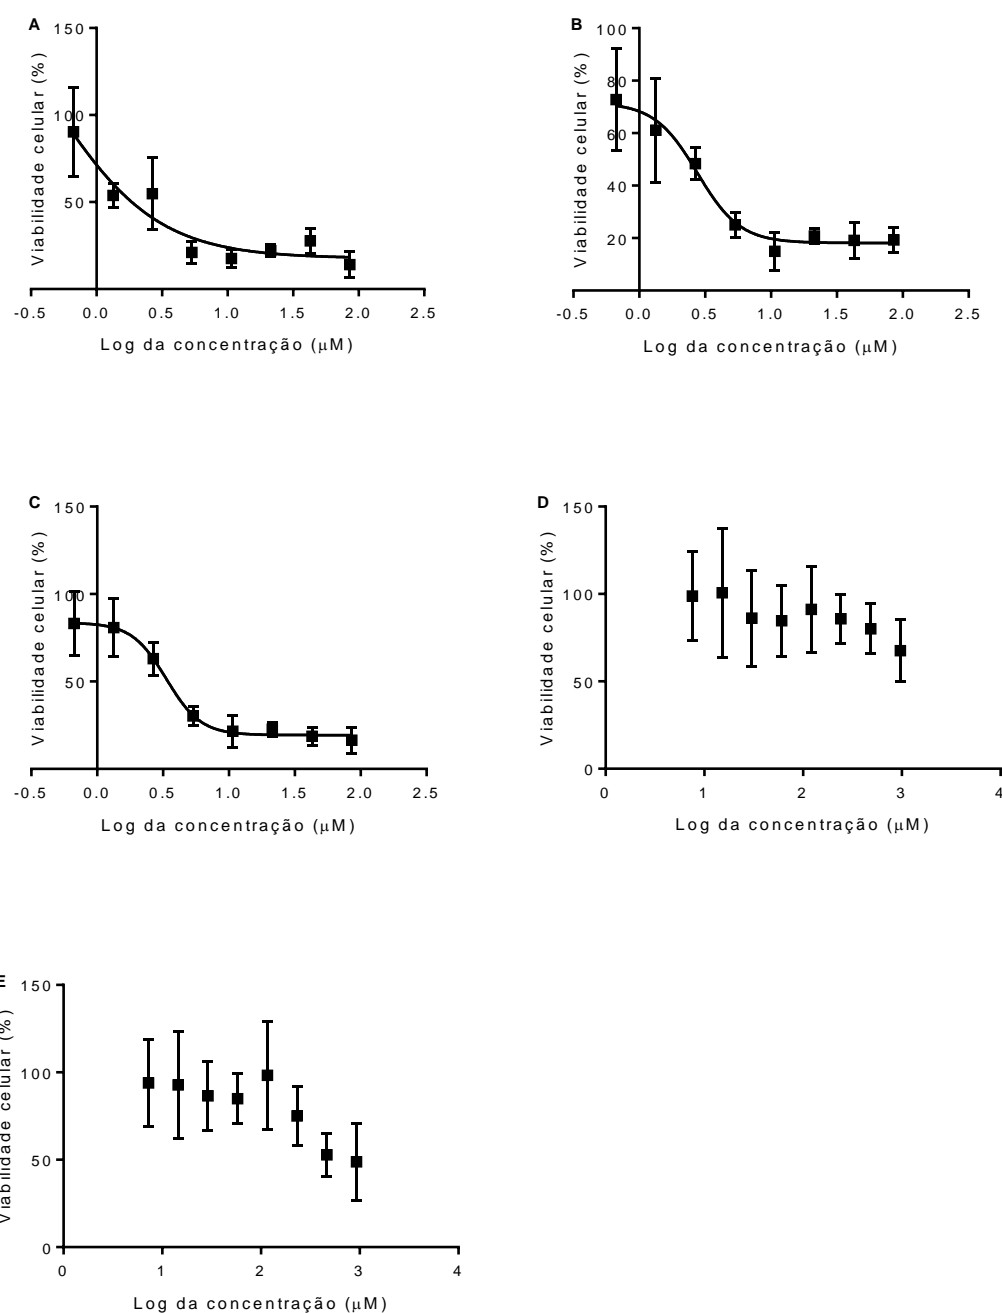 A
150
100
50
Viabilidade celular (%)
-0.5 0.0 0.5 1.0 1.5 2.0 2.5
Log da concentração (μM)
B
100
80
60
40
20
Viabilidade celular (%)
-0.5 0.0 0.5 1.0 1.5 2.0 2.5
Log da concentração (μM)
C
150
100
50
Viabilidade celular (%)
-0.5 0.0 0.5 1.0 1.5 2.0 2.5
Log da concentração (μM)
D
150
100
50
0
Viabilidade celular (%)
0 1 2 3 4
Log da concentração (μM)
E
150
100
50
0
Viabilidade celular (%)
0 1 2 3 4
Log da concentração (μM)